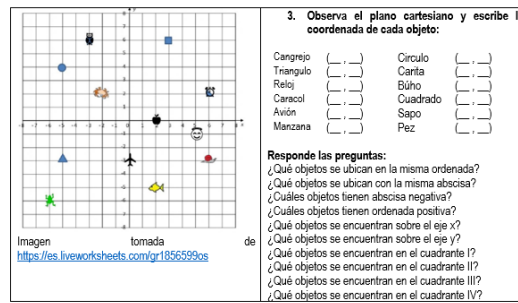 3. Observa el plano cartesiano y escribe l
coordenada de cada objeto:
Cangrejo (__ , __) Circulo (__ , __)
Triangulo (__ , __) Carita (__ , __)
Reloj (__ , __) Búho (__ , __)
Caracol (__ , __) Cuadrado (__ , __)
Avión (__ , __) Sapo (__ , __)
Manzana (__ , __) Pez (__ , __)
Responde las preguntas:
¿Qué objetos se ubican en la misma ordenada?
¿Qué objetos se ubican con la misma abscisa?
¿Cuáles objetos tienen abscisa negativa?
¿Cuáles objetos tienen ordenada positiva?
¿Qué objetos se encuentran sobre el eje x?
¿Qué objetos se encuentran sobre el eje y?
¿Qué objetos se encuentran en el cuadrante I?
¿Qué objetos se encuentran en el cuadrante II?
¿Qué objetos se encuentran en el cuadrante III?
¿Qué objetos se encuentran en el cuadrante IV?
Imagen tomada de
https://es.liveworksheets.com/gr1856599os